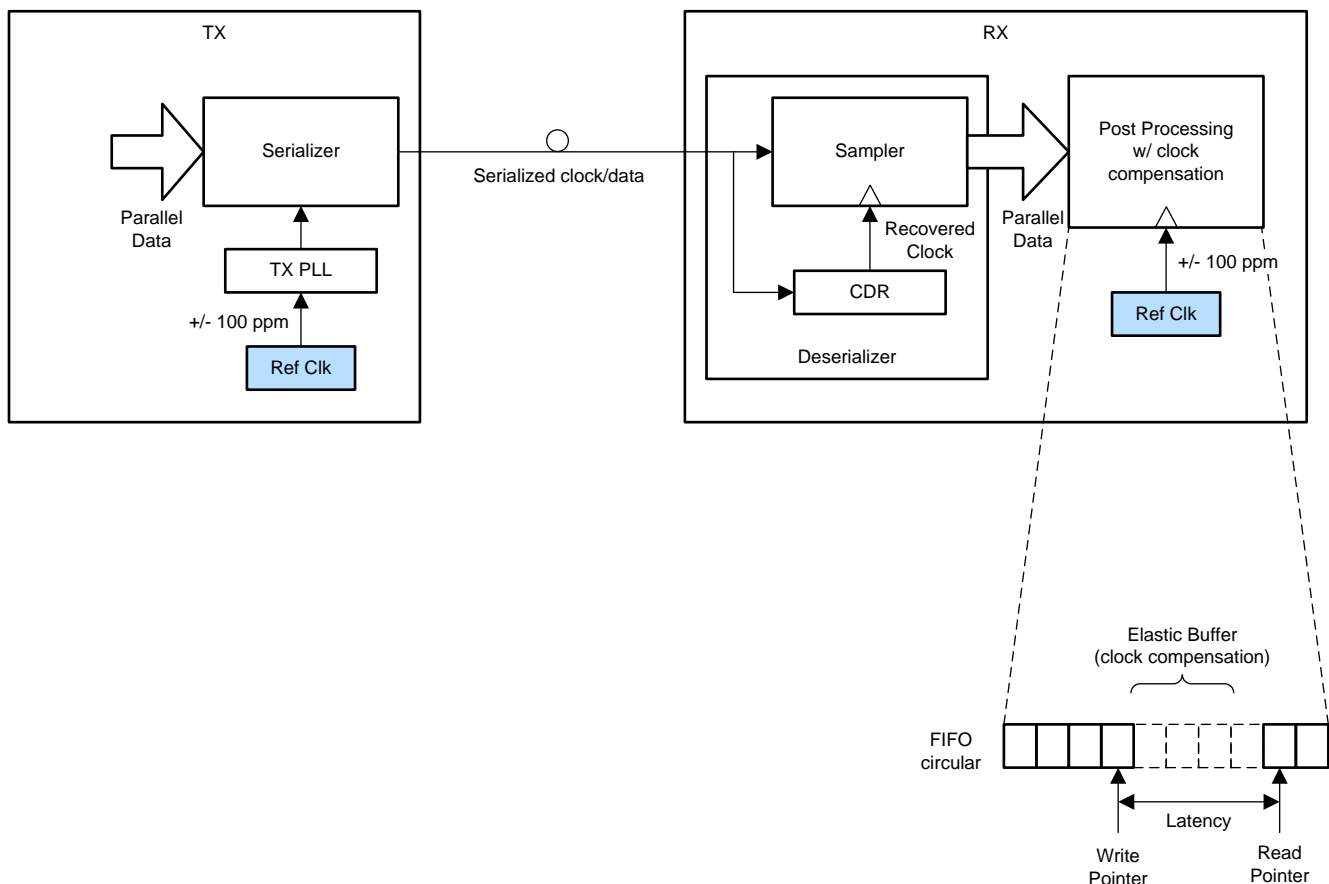 TX
Serializer
Parallel
Data
TX PLL
+/- 100 ppm
Ref Clk
Serialized clock/data
RX
Sampler
Recovered
Clock
CDR
Deserializer
Parallel
Data
Post Processing
w/ clock
compensation
+/- 100 ppm
Ref Clk
Elastic Buffer
(clock compensation)
FIFO
circular
Latency
Write
Pointer
Read
Pointer